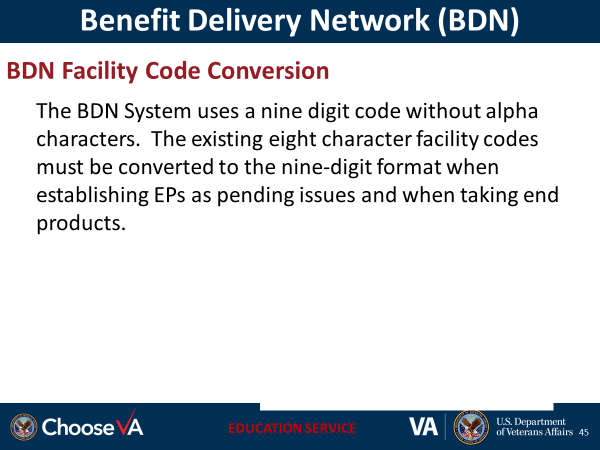 Benefit Delivery Network (BDN)
BDN Facility Code Conversion
The BDN System uses a nine digit code without alpha
characters.  The existing eight character facility codes
must be converted to the nine-digit format when
establishing EPs as pending issues and when taking end
products.
Choose VA
EDUCATION SERVICE
VA
U.S. Department
of Veterans Affairs
45